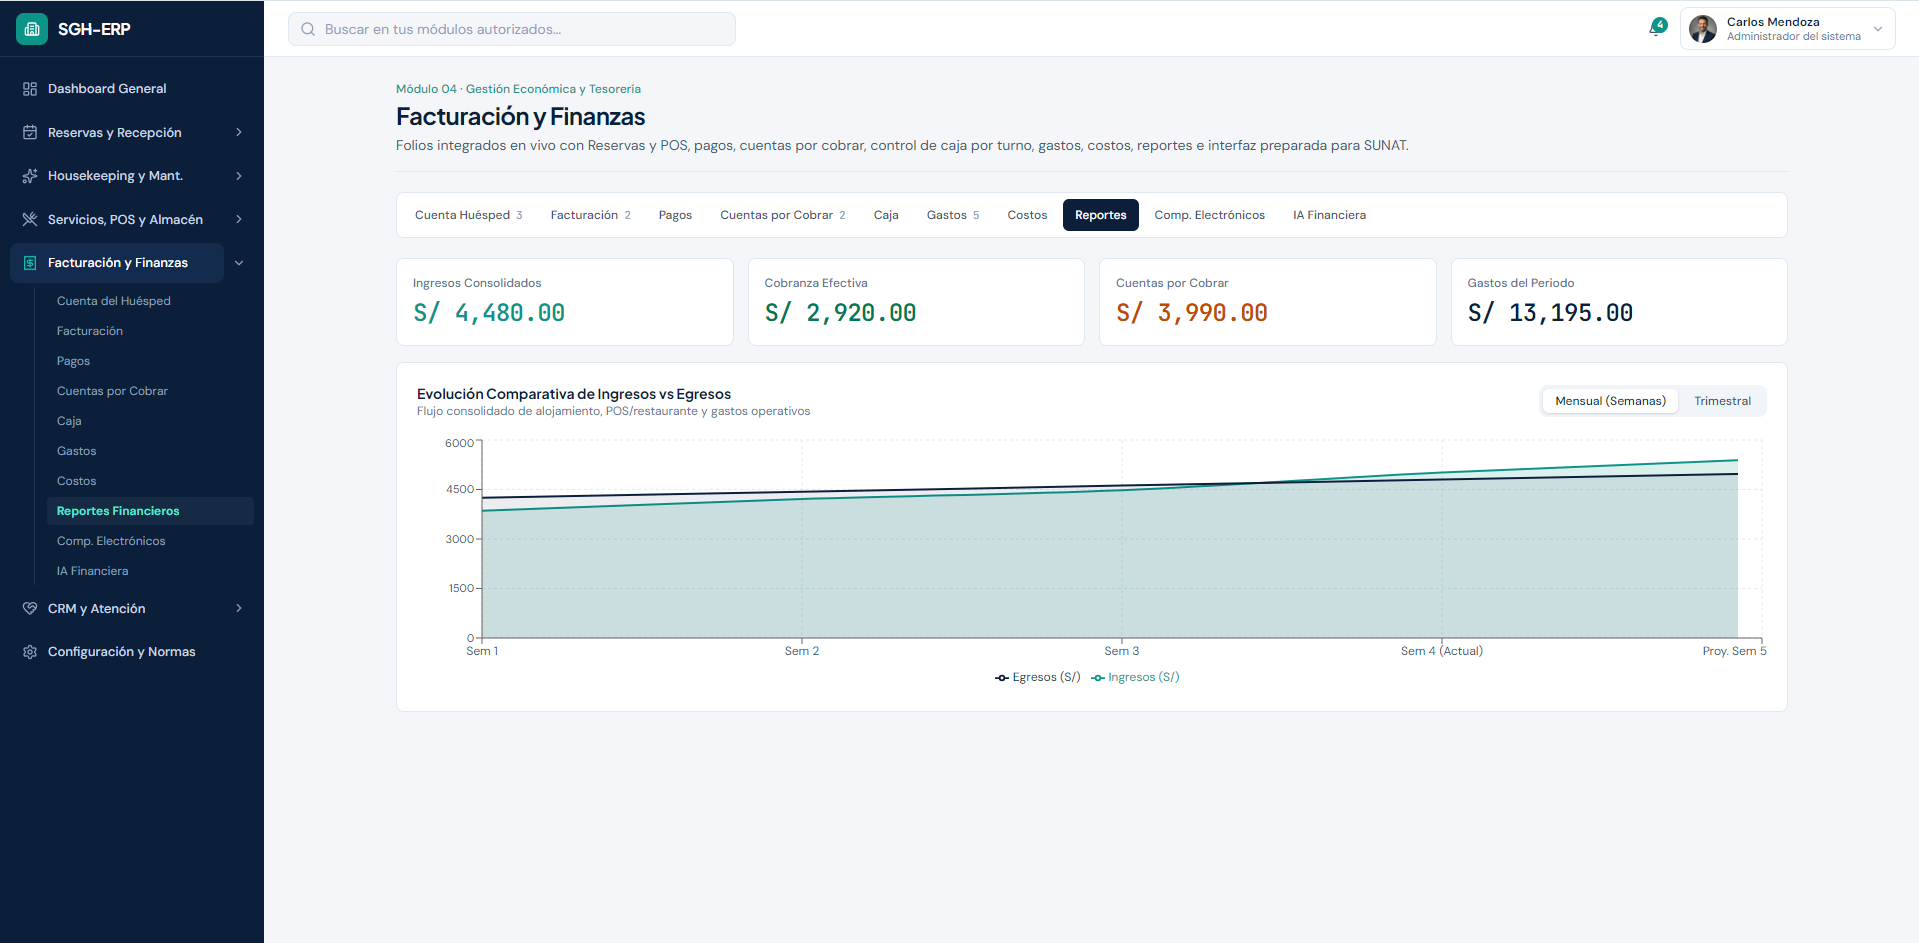 SGH-ERP
Buscar en tus módulos autorizados...
4
Carlos Mendoza
Administrador del sistema
Dashboard General
Reservas y Recepción
Housekeeping y Mant.
Servicios, POS y Almacén
Facturación y Finanzas
Cuenta del Huésped
Facturación
Pagos
Cuentas por Cobrar
Caja
Gastos
Costos
Reportes Financieros
Comp. Electrónicos
IA Financiera
CRM y Atención
Configuración y Normas
Módulo 04 · Gestión Económica y Tesorería
Facturación y Finanzas
Folios integrados en vivo con Reservas y POS, pagos, cuentas por cobrar, control de caja por turno, gastos, costos, reportes e interfaz preparada para SUNAT.
Cuenta Huésped 3 Facturación 2 Pagos Cuentas por Cobrar 2 Caja Gastos 5 Costos Reportes Comp. Electrónicos IA Financiera
Ingresos Consolidados
S/ 4,480.00
Cobranza Efectiva
S/ 2,920.00
Cuentas por Cobrar
S/ 3,990.00
Gastos del Periodo
S/ 13,195.00
Evolución Comparativa de Ingresos vs Egresos
Flujo consolidado de alojamiento, POS/restaurante y gastos operativos
Mensual (Semanas) Trimestral
6000
4500
3000
1500
0
Sem 1 Sem 2 Sem 3 Sem 4 (Actual) Proy. Sem 5
Egresos (S/) Ingresos (S/)